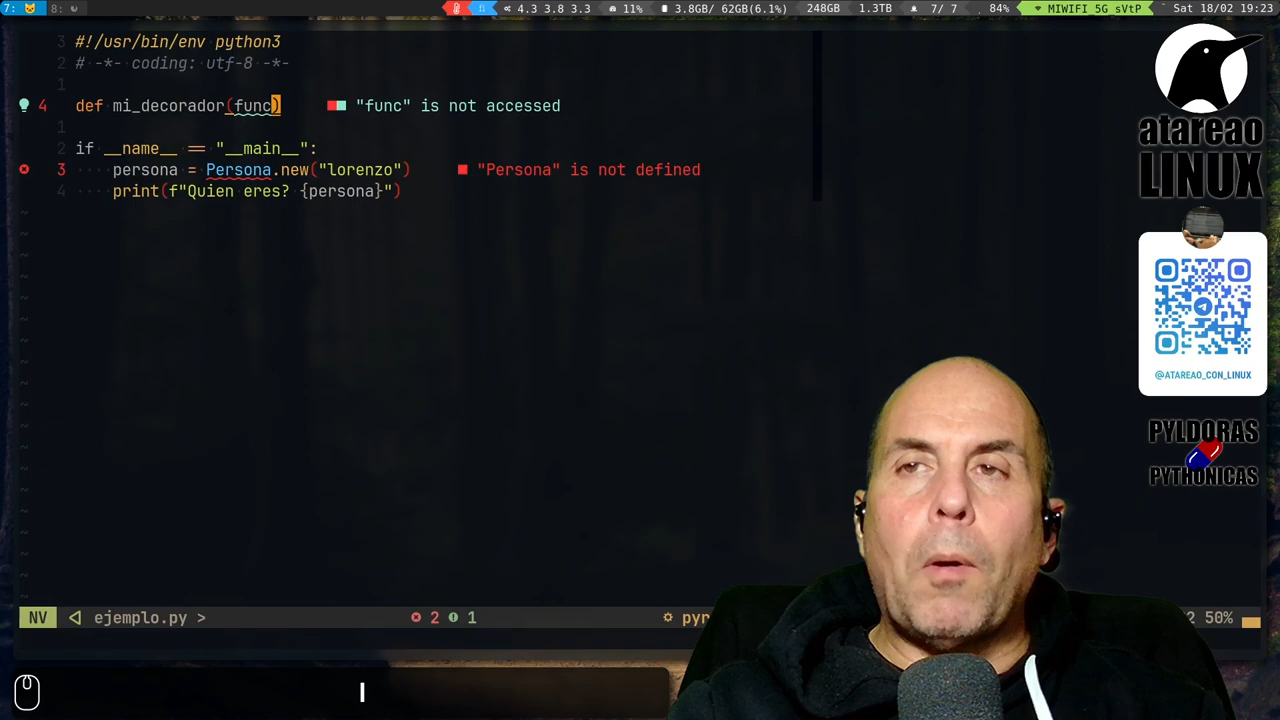 7: 8:
4.3 3.8 3.3 11% 3.8GB/ 62GB(6.1%) 248GB 1.3TB 7/ 7 . 84% MIWIFI 5G sVtP Sat 18/02 19:23
3 #!/usr/bin/env python3
2 # -*- coding: utf-8 -*-
1
4 def mi_decorador(func) "func" is not accessed
1
2 if __name__ == "__main__":
3 persona = Persona.new("lorenzo") "Persona" is not defined
4 print(f"Quien eres? {persona}")
NV ejemplo.py > 2 1 pyr 2 50%
atareao
LINUX
@ATAREAO_CON_LINUX
PYLDORAS
PYTHONICAS